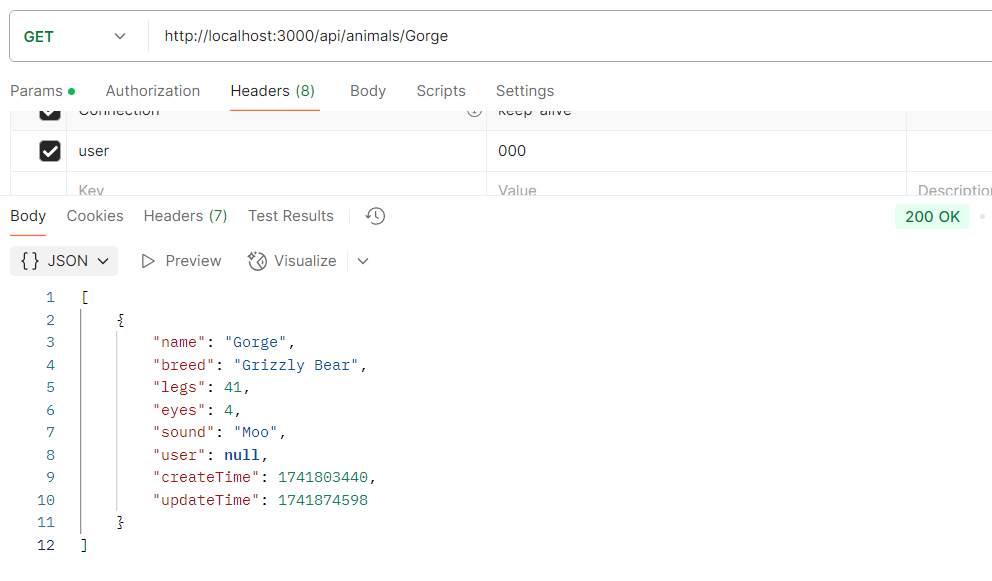 GET http://localhost:3000/api/animals/Gorge
Params Authorization Headers (8) Body Scripts Settings
Connection keep-alive
user 000
Key Value Description
Body Cookies Headers (7) Test Results 200 OK
{} JSON Preview Visualize
1 [
2 {
3 "name": "Gorge",
4 "breed": "Grizzly Bear",
5 "legs": 41,
6 "eyes": 4,
7 "sound": "Moo",
8 "user": null,
9 "createTime": 1741803440,
10 "updateTime": 1741874598
11 }
12 ]